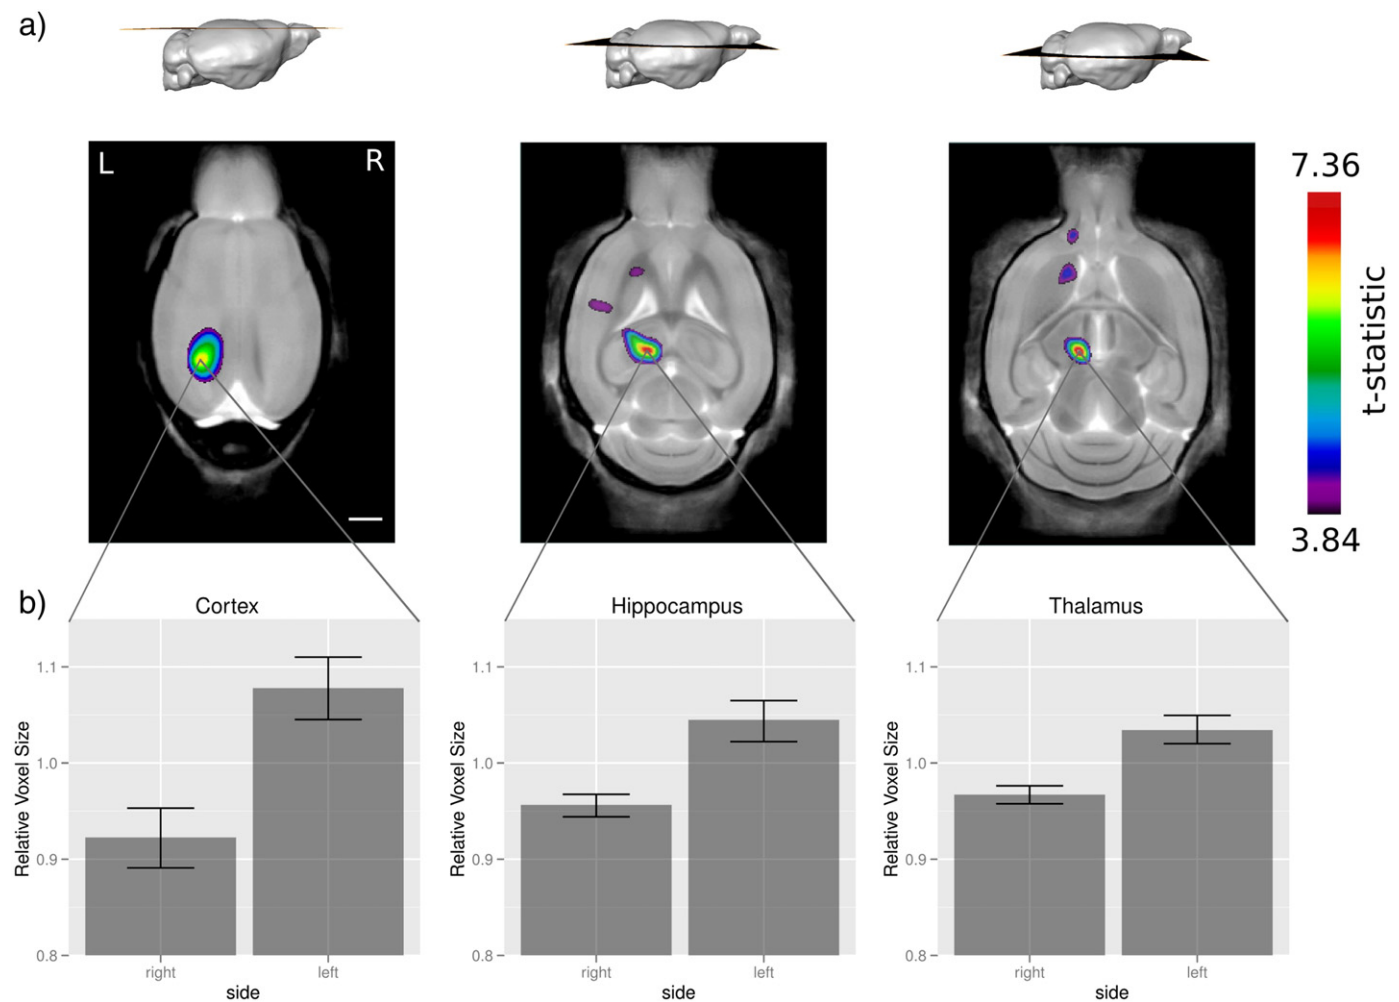 a)
L R
7.36
t-statistic
3.84
b)
Cortex Hippocampus Thalamus
Relative Voxel Size
1.1
1.0
0.9
0.8
right left
side
Relative Voxel Size
1.1
1.0
0.9
0.8
right left
side
Relative Voxel Size
1.1
1.0
0.9
0.8
right left
side